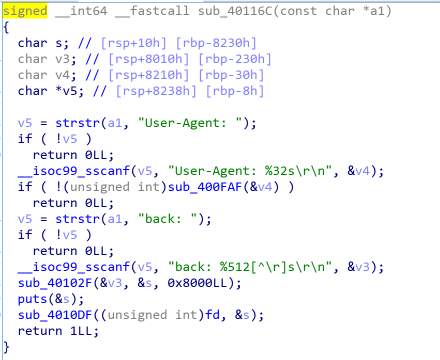 signed __int64 __fastcall sub_40116C(const char *a1)
{
char s; // [rsp+10h] [rbp-8230h]
char v3; // [rsp+8010h] [rbp-230h]
char v4; // [rsp+8210h] [rbp-30h]
char *v5; // [rsp+8238h] [rbp-8h]
v5 = strstr(a1, "User-Agent: ");
if ( !v5 )
return 0LL;
__isoc99_sscanf(v5, "User-Agent: %32s\r\n", &v4);
if ( !(unsigned int)sub_400FAF(&v4) )
return 0LL;
v5 = strstr(a1, "back: ");
if ( !v5 )
return 0LL;
__isoc99_sscanf(v5, "back: %512[^\r]s\r\n", &v3);
sub_40102F(&v3, &s, 0x8000LL);
puts(&s);
sub_4010DF((unsigned int)fd, &s);
return 1LL;
}